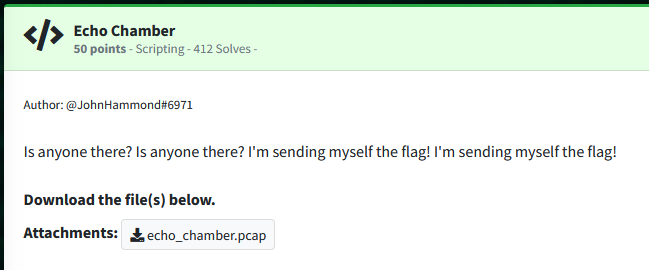 </> Echo Chamber
50 points - Scripting - 412 Solves -
Author: @JohnHammond#6971
Is anyone there? Is anyone there? I'm sending myself the flag! I'm sending myself the flag!
Download the file(s) below.
Attachments: echo_chamber.pcap